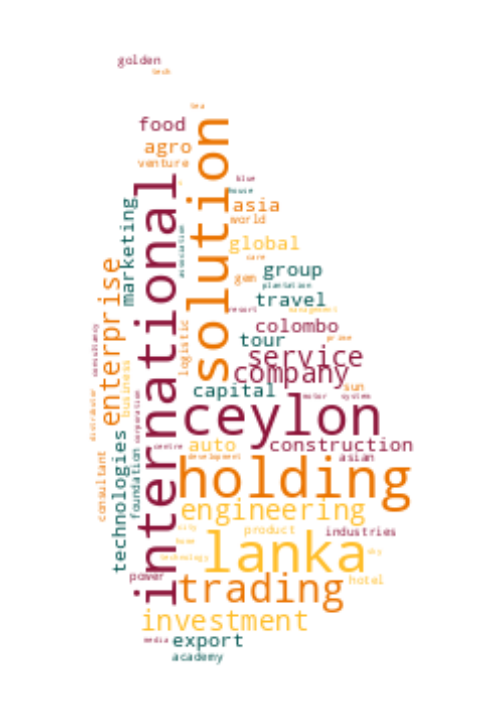 golden
tech
tea
food
solution
agro
venture
blue
house
international
marketing
asia
world
association
global
care
enterprise
gem
group
plantation
travel
resort
management
colombo
logistic
consultancy
tour
prime
service
company
business
capital
sun
distributor
corporation
motor
system
ceylon
auto
construction
centre
development
asian
technologies
foundation
consultant
holding
engineering
city
product
industries
home
lanka
sky
technology
power
trading
hotel
investment
media
export
academy